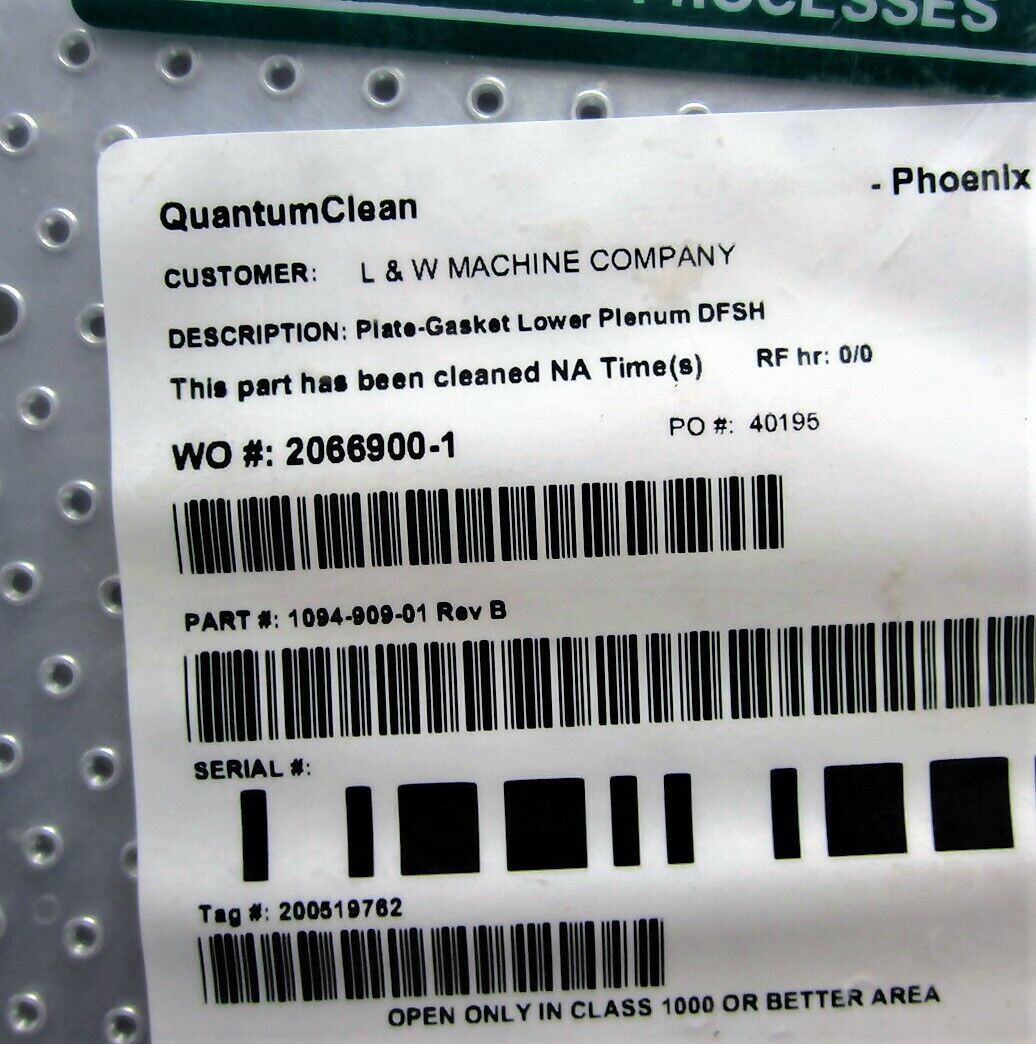 PROCESSES
QuantumClean - Phoenix
CUSTOMER: L & W MACHINE COMPANY
DESCRIPTION: Plate-Gasket Lower Plenum DFSH
This part has been cleaned NA Time(s) RF hr: 0/0
WO #: 2066900-1 PO #: 40195
PART #: 1094-909-01 Rev B
SERIAL #:
Tag #: 200519762
OPEN ONLY IN CLASS 1000 OR BETTER AREA